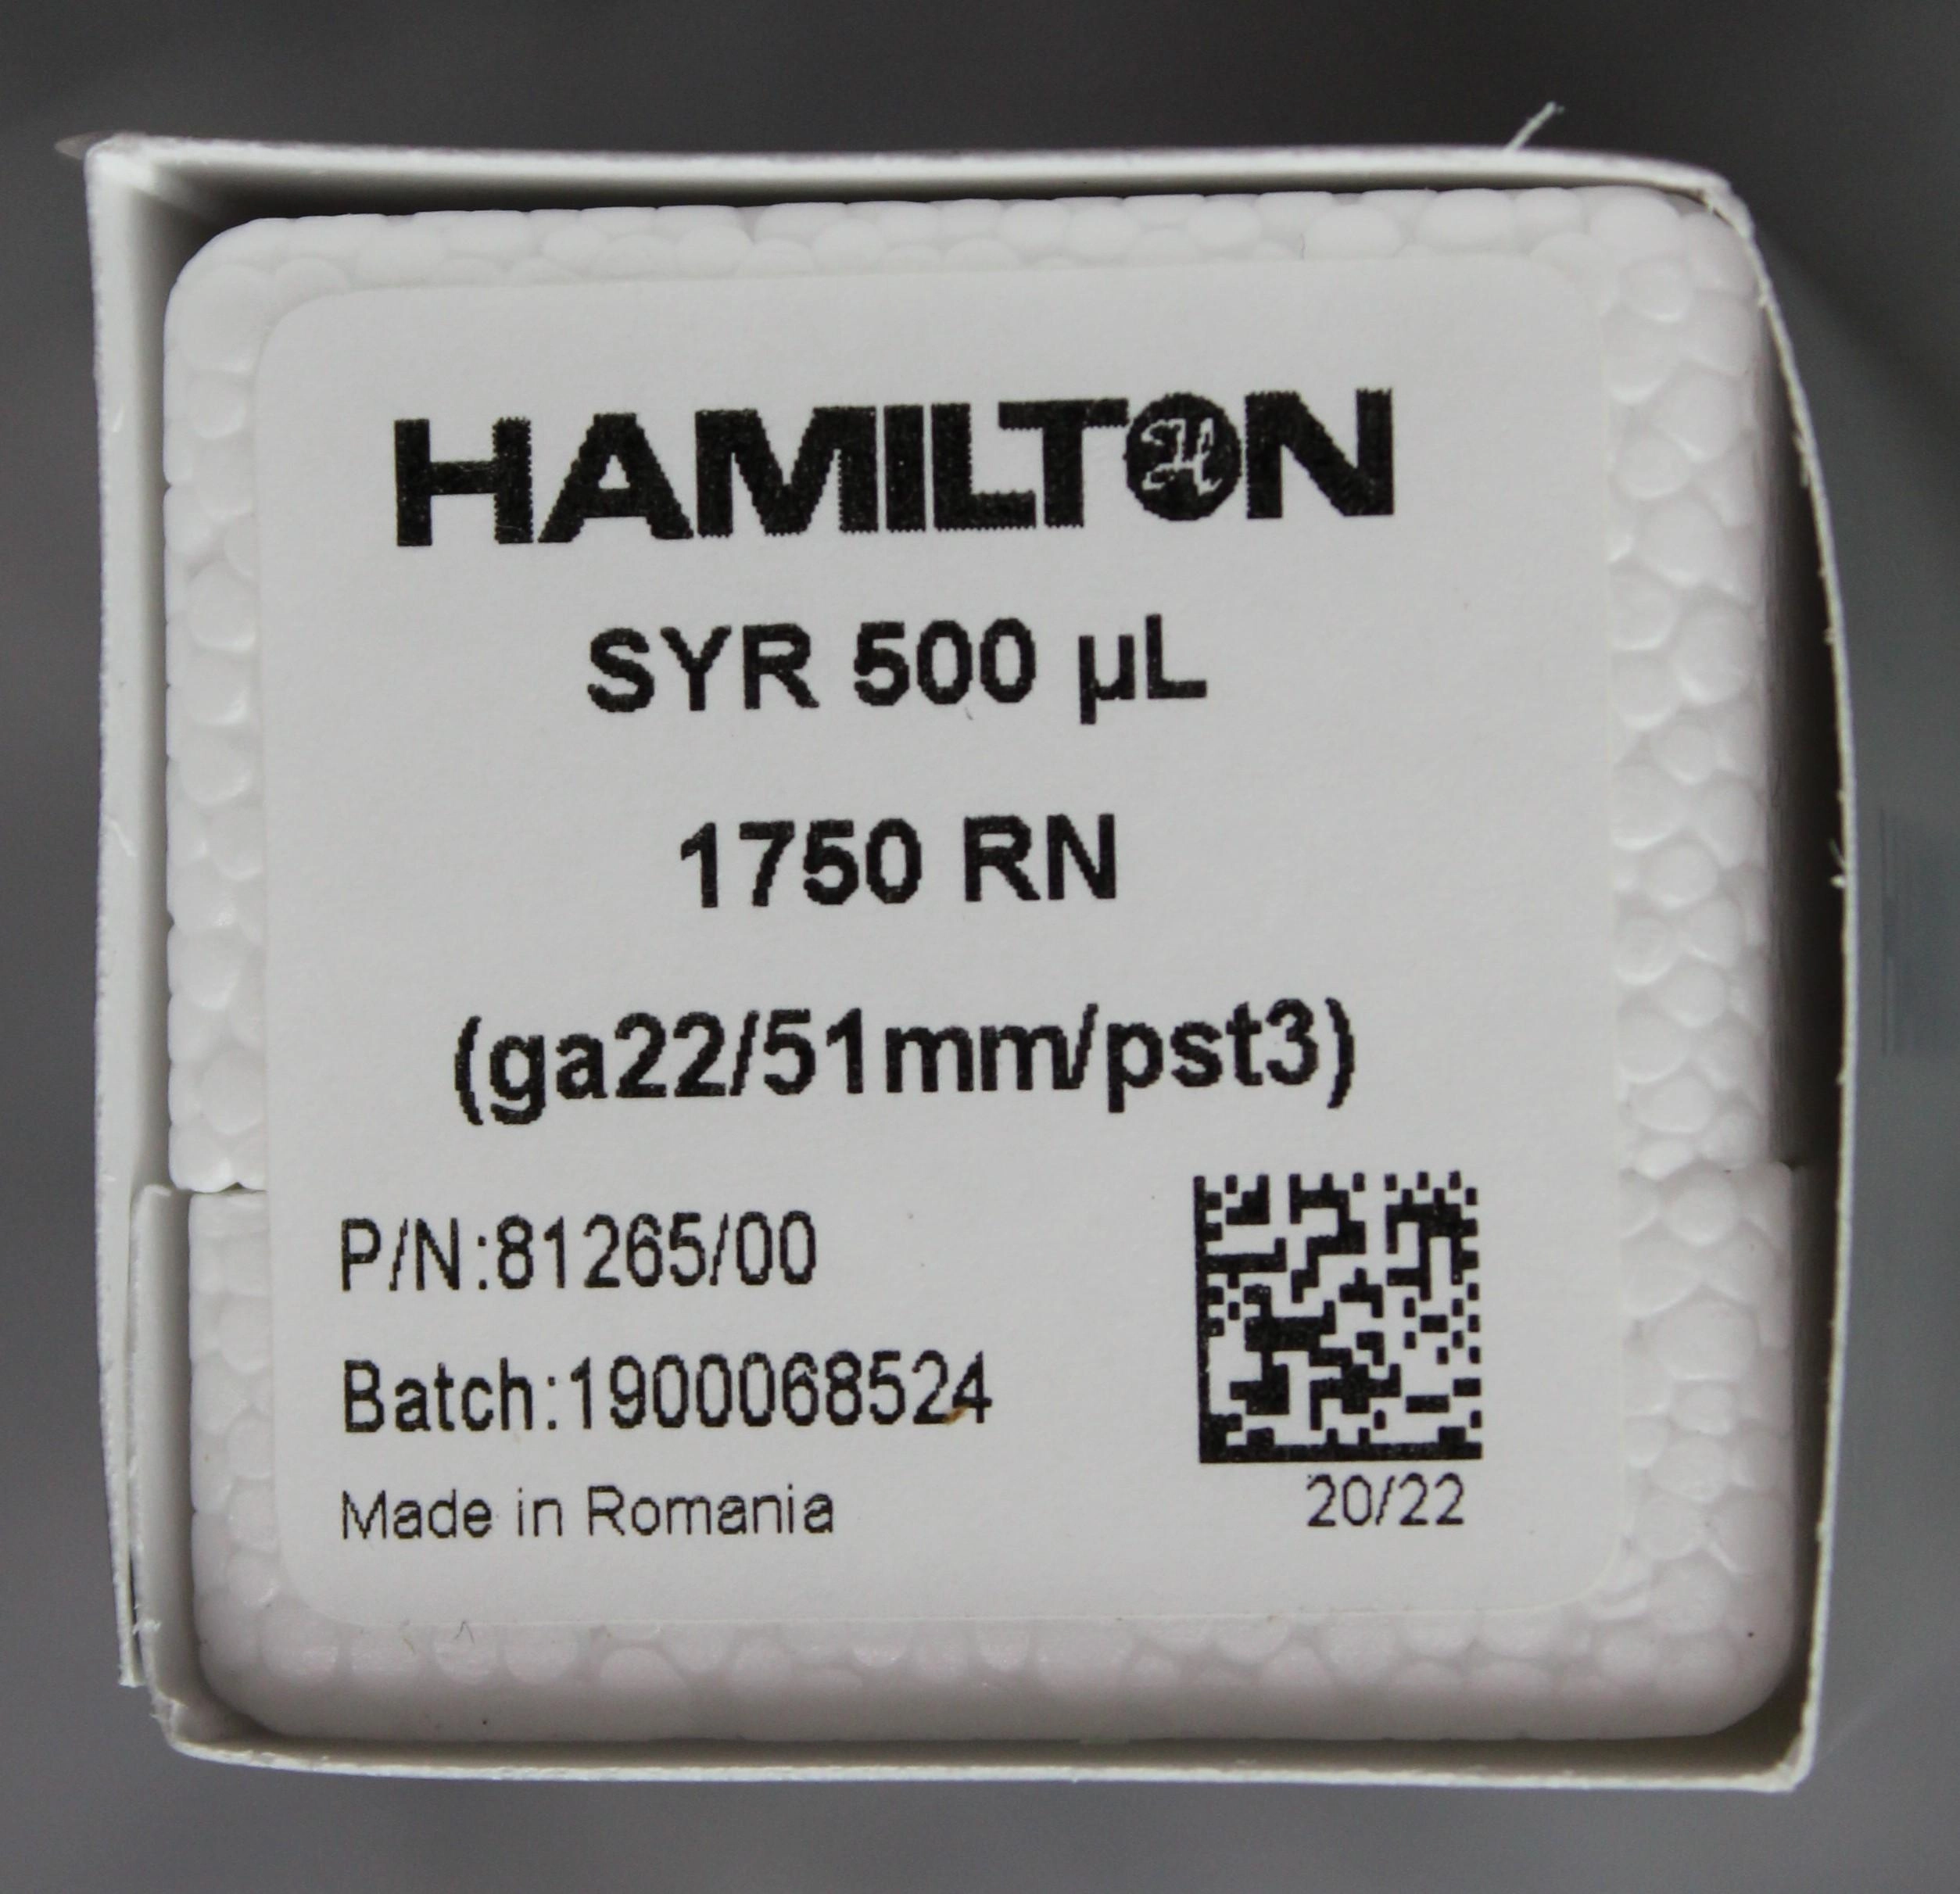 HAMILTON
SYR 500 µL
1750 RN
(ga22/51mm/pst3)
P/N:81265/00
Batch:1900068524
Made in Romania
20/22